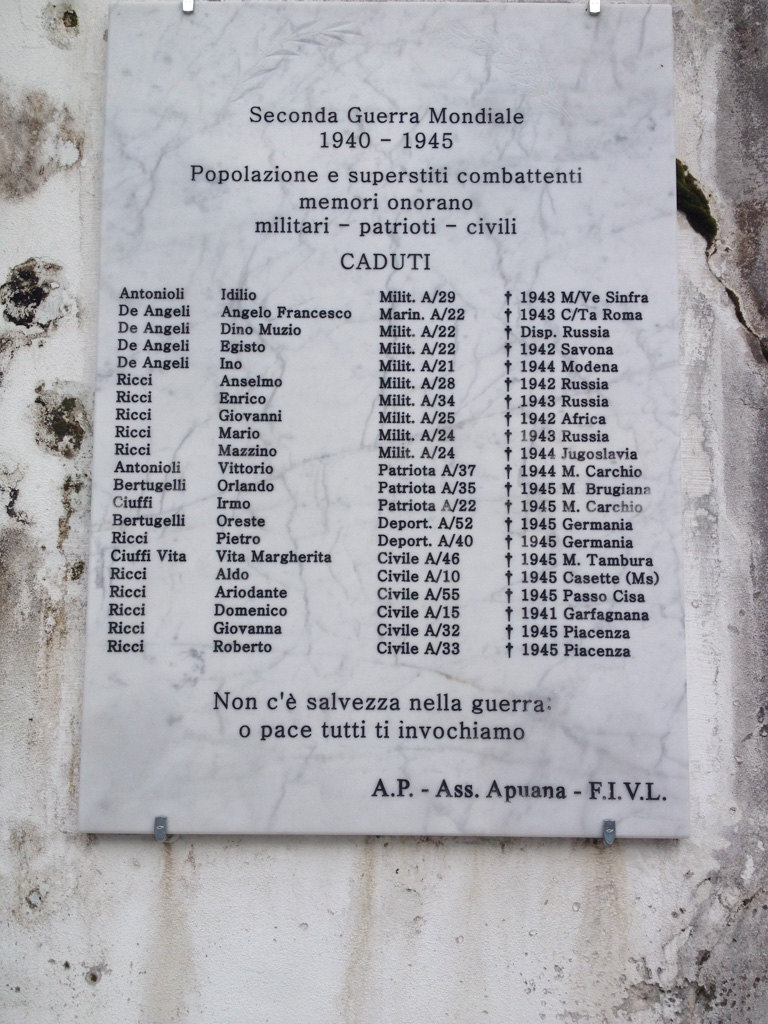 Seconda Guerra Mondiale
1940 - 1945
Popolazione e superstiti combattenti
memori onorano
militari - patrioti - civili
CADUTI
Antonioli Idilio Milit. A/29 † 1943 M/Ve Sinfra
De Angeli Angelo Francesco Marin. A/22 † 1943 C/Ta Roma
De Angeli Dino Muzio Milit. A/22 † Disp. Russia
De Angeli Egisto Milit. A/22 † 1942 Savona
De Angeli Ino Milit. A/21 † 1944 Modena
Ricci Anselmo Milit. A/28 † 1942 Russia
Ricci Enrico Milit. A/34 † 1943 Russia
Ricci Giovanni Milit. A/25 † 1942 Africa
Ricci Mario Milit. A/24 † 1943 Russia
Ricci Mazzino Milit. A/24 † 1944 Jugoslavia
Antonioli Vittorio Patriota A/37 † 1944 M. Carchio
Bertugelli Orlando Patriota A/35 † 1945 M Brugiana
Ciuffi Irmo Patriota A/22 † 1945 M. Carchio
Bertugelli Oreste Deport. A/52 † 1945 Germania
Ricci Pietro Deport. A/40 † 1945 Germania
Ciuffi Vita Vita Margherita Civile A/46 † 1945 M. Tambura
Ricci Aldo Civile A/10 † 1945 Casette (Ms)
Ricci Ariodante Civile A/55 † 1945 Passo Cisa
Ricci Domenico Civile A/15 † 1941 Garfagnana
Ricci Giovanna Civile A/32 † 1945 Piacenza
Ricci Roberto Civile A/33 † 1945 Piacenza
Non c'è salvezza nella guerra:
o pace tutti ti invochiamo
A.P. - Ass. Apuana - F.I.V.L.